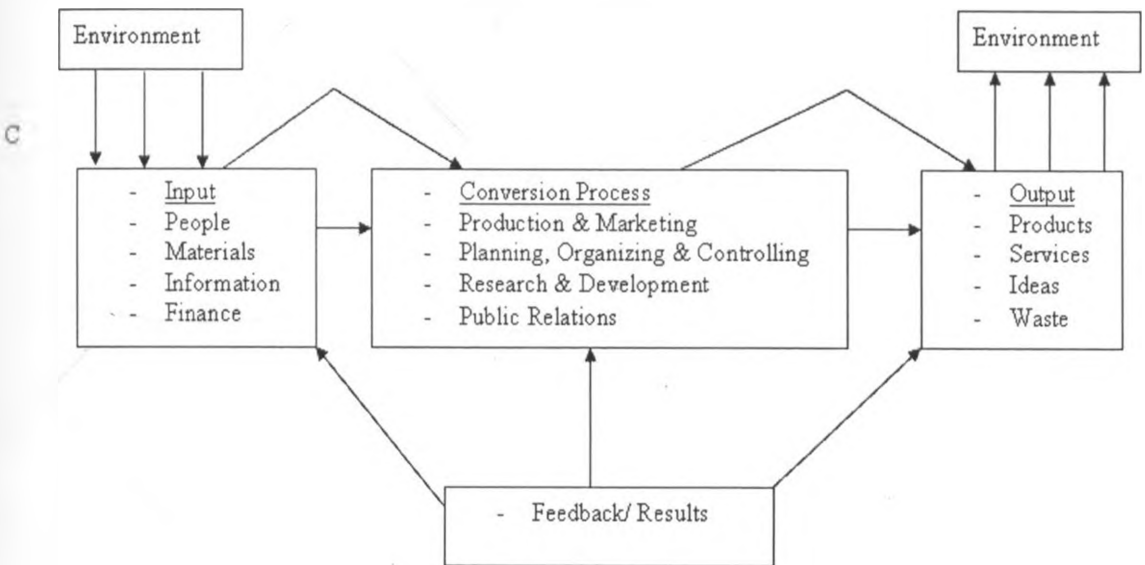 Environment
Environment
C
- Input
- People
- Materials
- Information
- Finance
- Conversion Process
- Production & Marketing
- Planning, Organizing & Controlling
- Research & Development
- Public Relations
- Output
- Products
- Services
- Ideas
- Waste
- Feedback/ Results